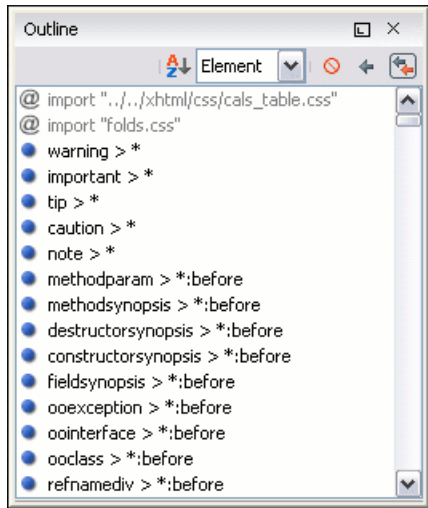 Outline
A Z Element
@ import "../../xhtml/css/cals_table.css"
@ import "folds.css"
warning > *
important > *
tip > *
caution > *
note > *
methodparam > *:before
methodsynopsis > *:before
destructorsynopsis > *:before
constructorsynopsis > *:before
fieldsynopsis > *:before
ooexception > *:before
oointerface > *:before
ooclass > *:before
refnamediv > *:before